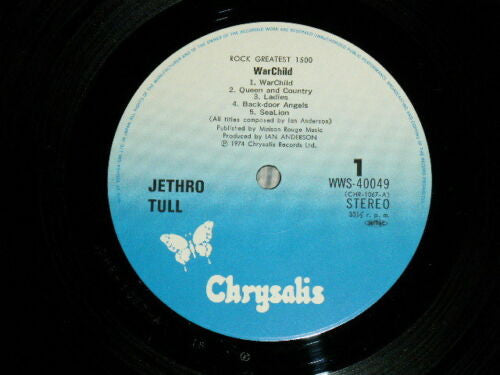 ROCK GREATEST 1500
WarChild
1. WarChild
2. Queen and Country
3. Ladies
4. Back-door Angels
5. SeaLion
(All titles composed by Ian Anderson)
Published by Maison Rouge Music
Produced by IAN ANDERSON
Ⓟ 1974 Chrysalis Records Ltd.
JETHRO
TULL
1
WWS-40049
(CHR-1067-A)
STEREO
33⅓ r. p. m.
Chrysalis